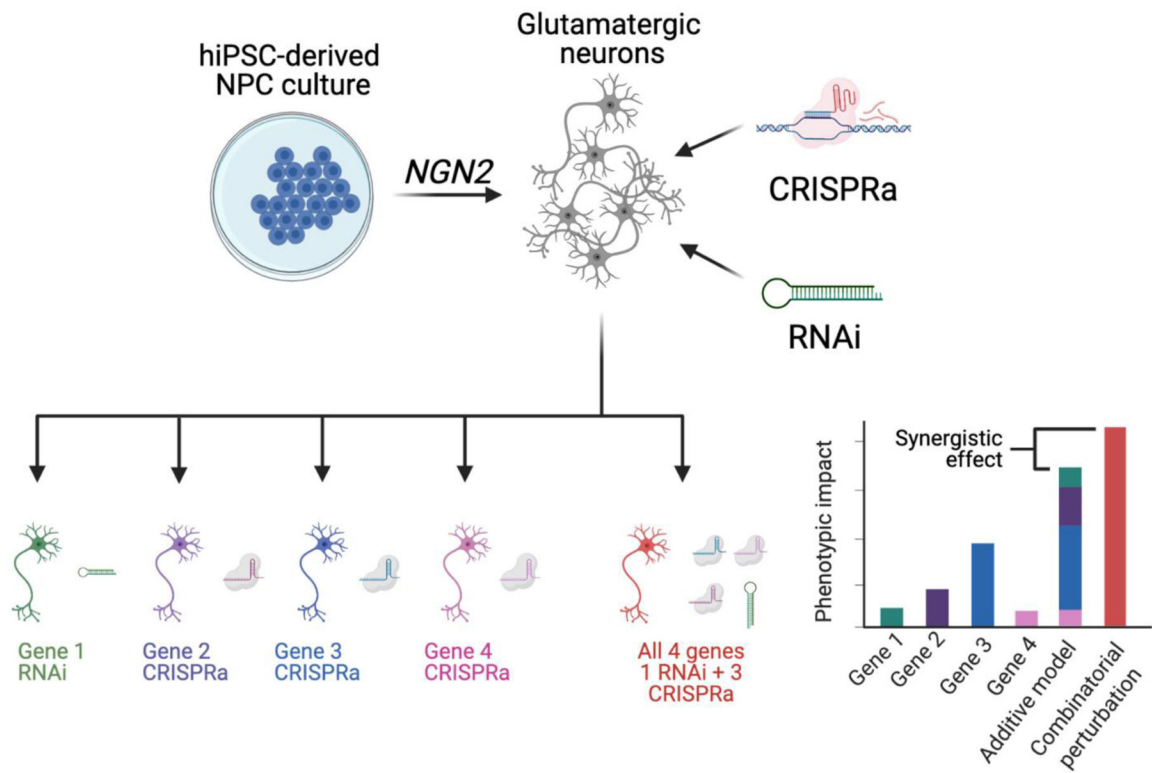 hiPSC-derived
NPC culture
NGN2
Glutamatergic
neurons
CRISPRa
RNAi
Gene 1
RNAi
Gene 2
CRISPRa
Gene 3
CRISPRa
Gene 4
CRISPRa
All 4 genes
1 RNAi + 3
CRISPRa
Phenotypic impact
Synergistic
effect
Gene 1
Gene 2
Gene 3
Gene 4
Additive model
Combinatorial
perturbation